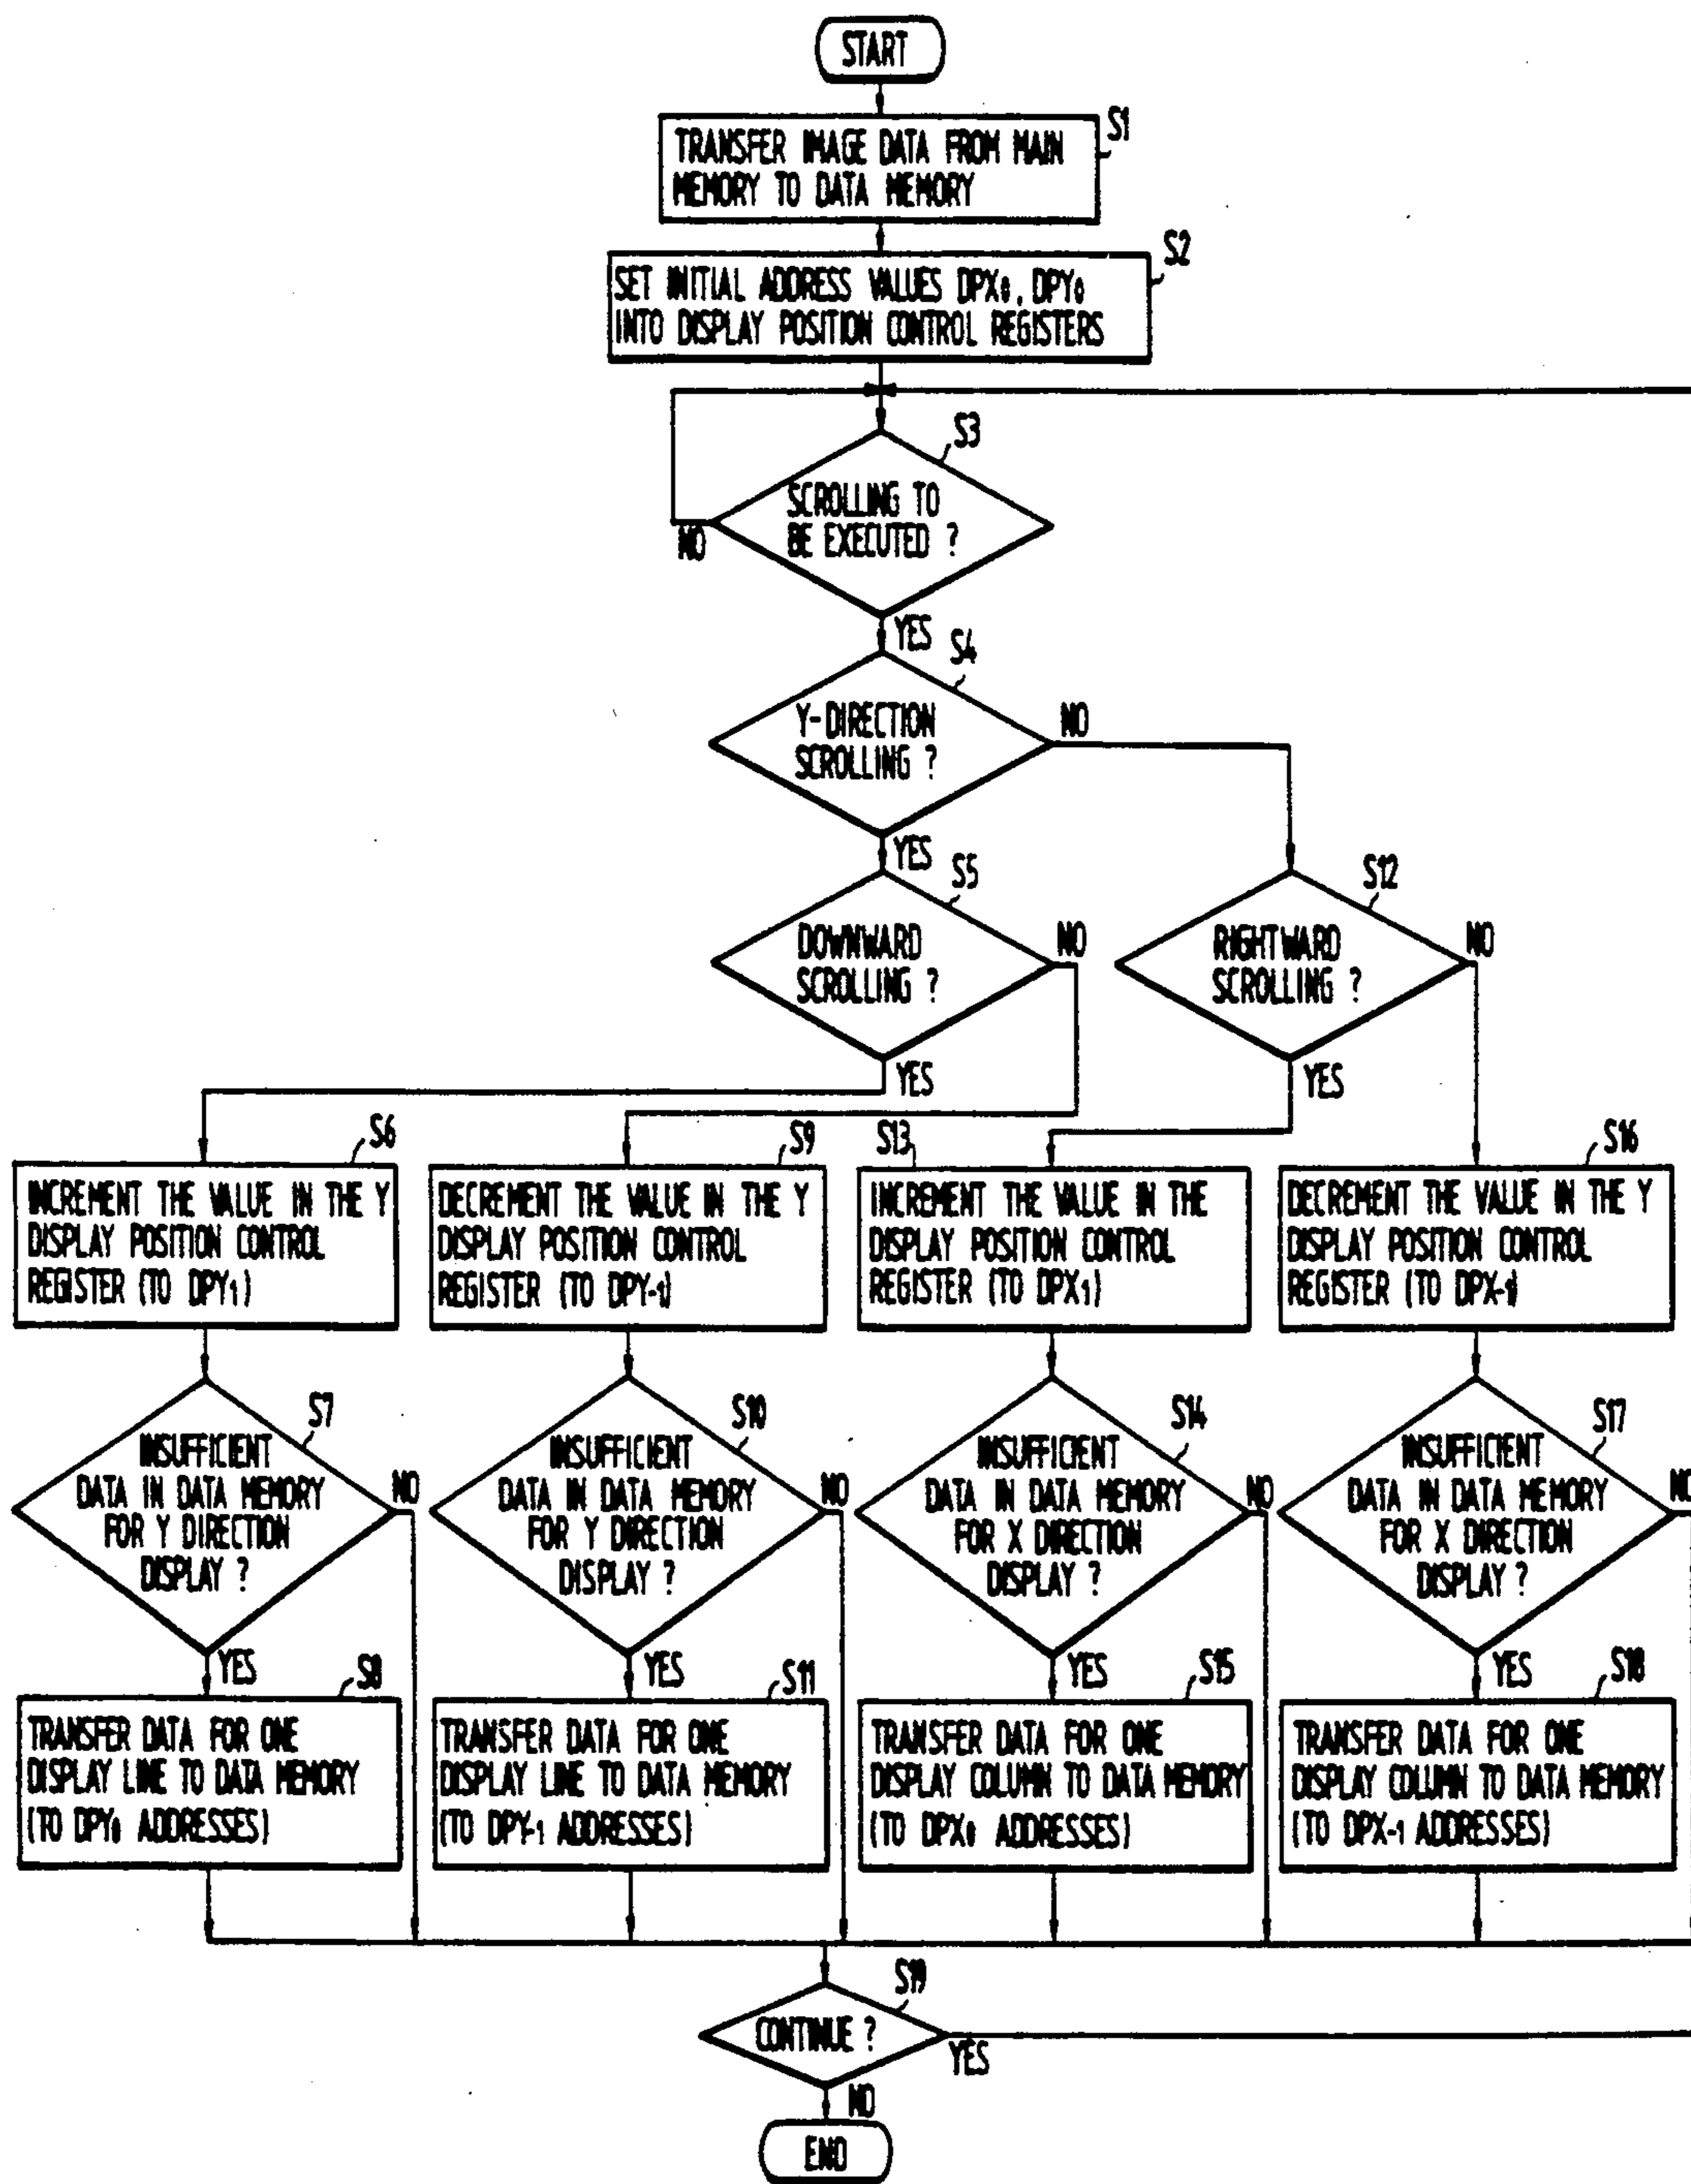 START
S1
TRANSFER IMAGE DATA FROM MAIN
MEMORY TO DATA MEMORY
S2
SET INITIAL ADDRESS VALUES DPX0, DPY0
INTO DISPLAY POSITION CONTROL REGISTERS
S3
SCROLLING TO
BE EXECUTED ?
NO
YES
S4
Y-DIRECTION
SCROLLING ?
NO
YES
S5
DOWNWARD
SCROLLING ?
NO
YES
S12
RIGHTWARD
SCROLLING ?
NO
YES
S6
INCREMENT THE VALUE IN THE Y
DISPLAY POSITION CONTROL
REGISTER (TO DPY1)
S9
DECREMENT THE VALUE IN THE Y
DISPLAY POSITION CONTROL
REGISTER (TO DPY-1)
S13
INCREMENT THE VALUE IN THE
DISPLAY POSITION CONTROL
REGISTER (TO DPX1)
S16
DECREMENT THE VALUE IN THE Y
DISPLAY POSITION CONTROL
REGISTER (TO DPX-1)
S7
INSUFFICIENT
DATA IN DATA MEMORY
FOR Y DIRECTION
DISPLAY ?
NO
YES
S10
INSUFFICIENT
DATA IN DATA MEMORY
FOR Y DIRECTION
DISPLAY ?
NO
YES
S14
INSUFFICIENT
DATA IN DATA MEMORY
FOR X DIRECTION
DISPLAY ?
NO
YES
S17
INSUFFICIENT
DATA IN DATA MEMORY
FOR X DIRECTION
DISPLAY ?
NO
YES
S8
TRANSFER DATA FOR ONE
DISPLAY LINE TO DATA MEMORY
(TO DPY0 ADDRESSES)
S11
TRANSFER DATA FOR ONE
DISPLAY LINE TO DATA MEMORY
(TO DPY-1 ADDRESSES)
S15
TRANSFER DATA FOR ONE
DISPLAY COLUMN TO DATA MEMORY
(TO DPX0 ADDRESSES)
S18
TRANSFER DATA FOR ONE
DISPLAY COLUMN TO DATA MEMORY
(TO DPX-1 ADDRESSES)
S19
CONTINUE ?
YES
NO
END